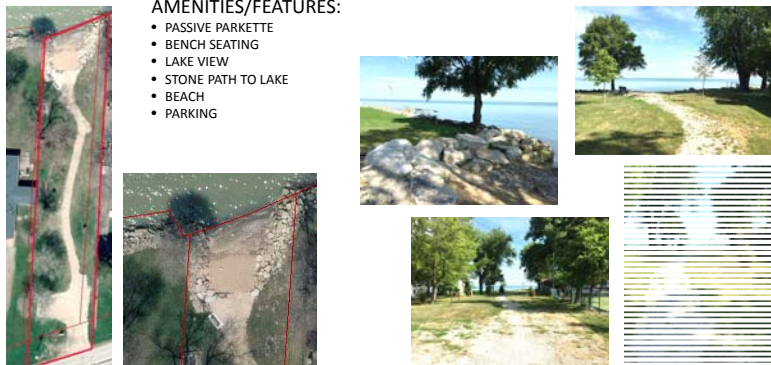 AMENITIES/FEATURES:
• PASSIVE PARKETTE
• BENCH SEATING
• LAKE VIEW
• STONE PATH TO LAKE
• BEACH
• PARKING